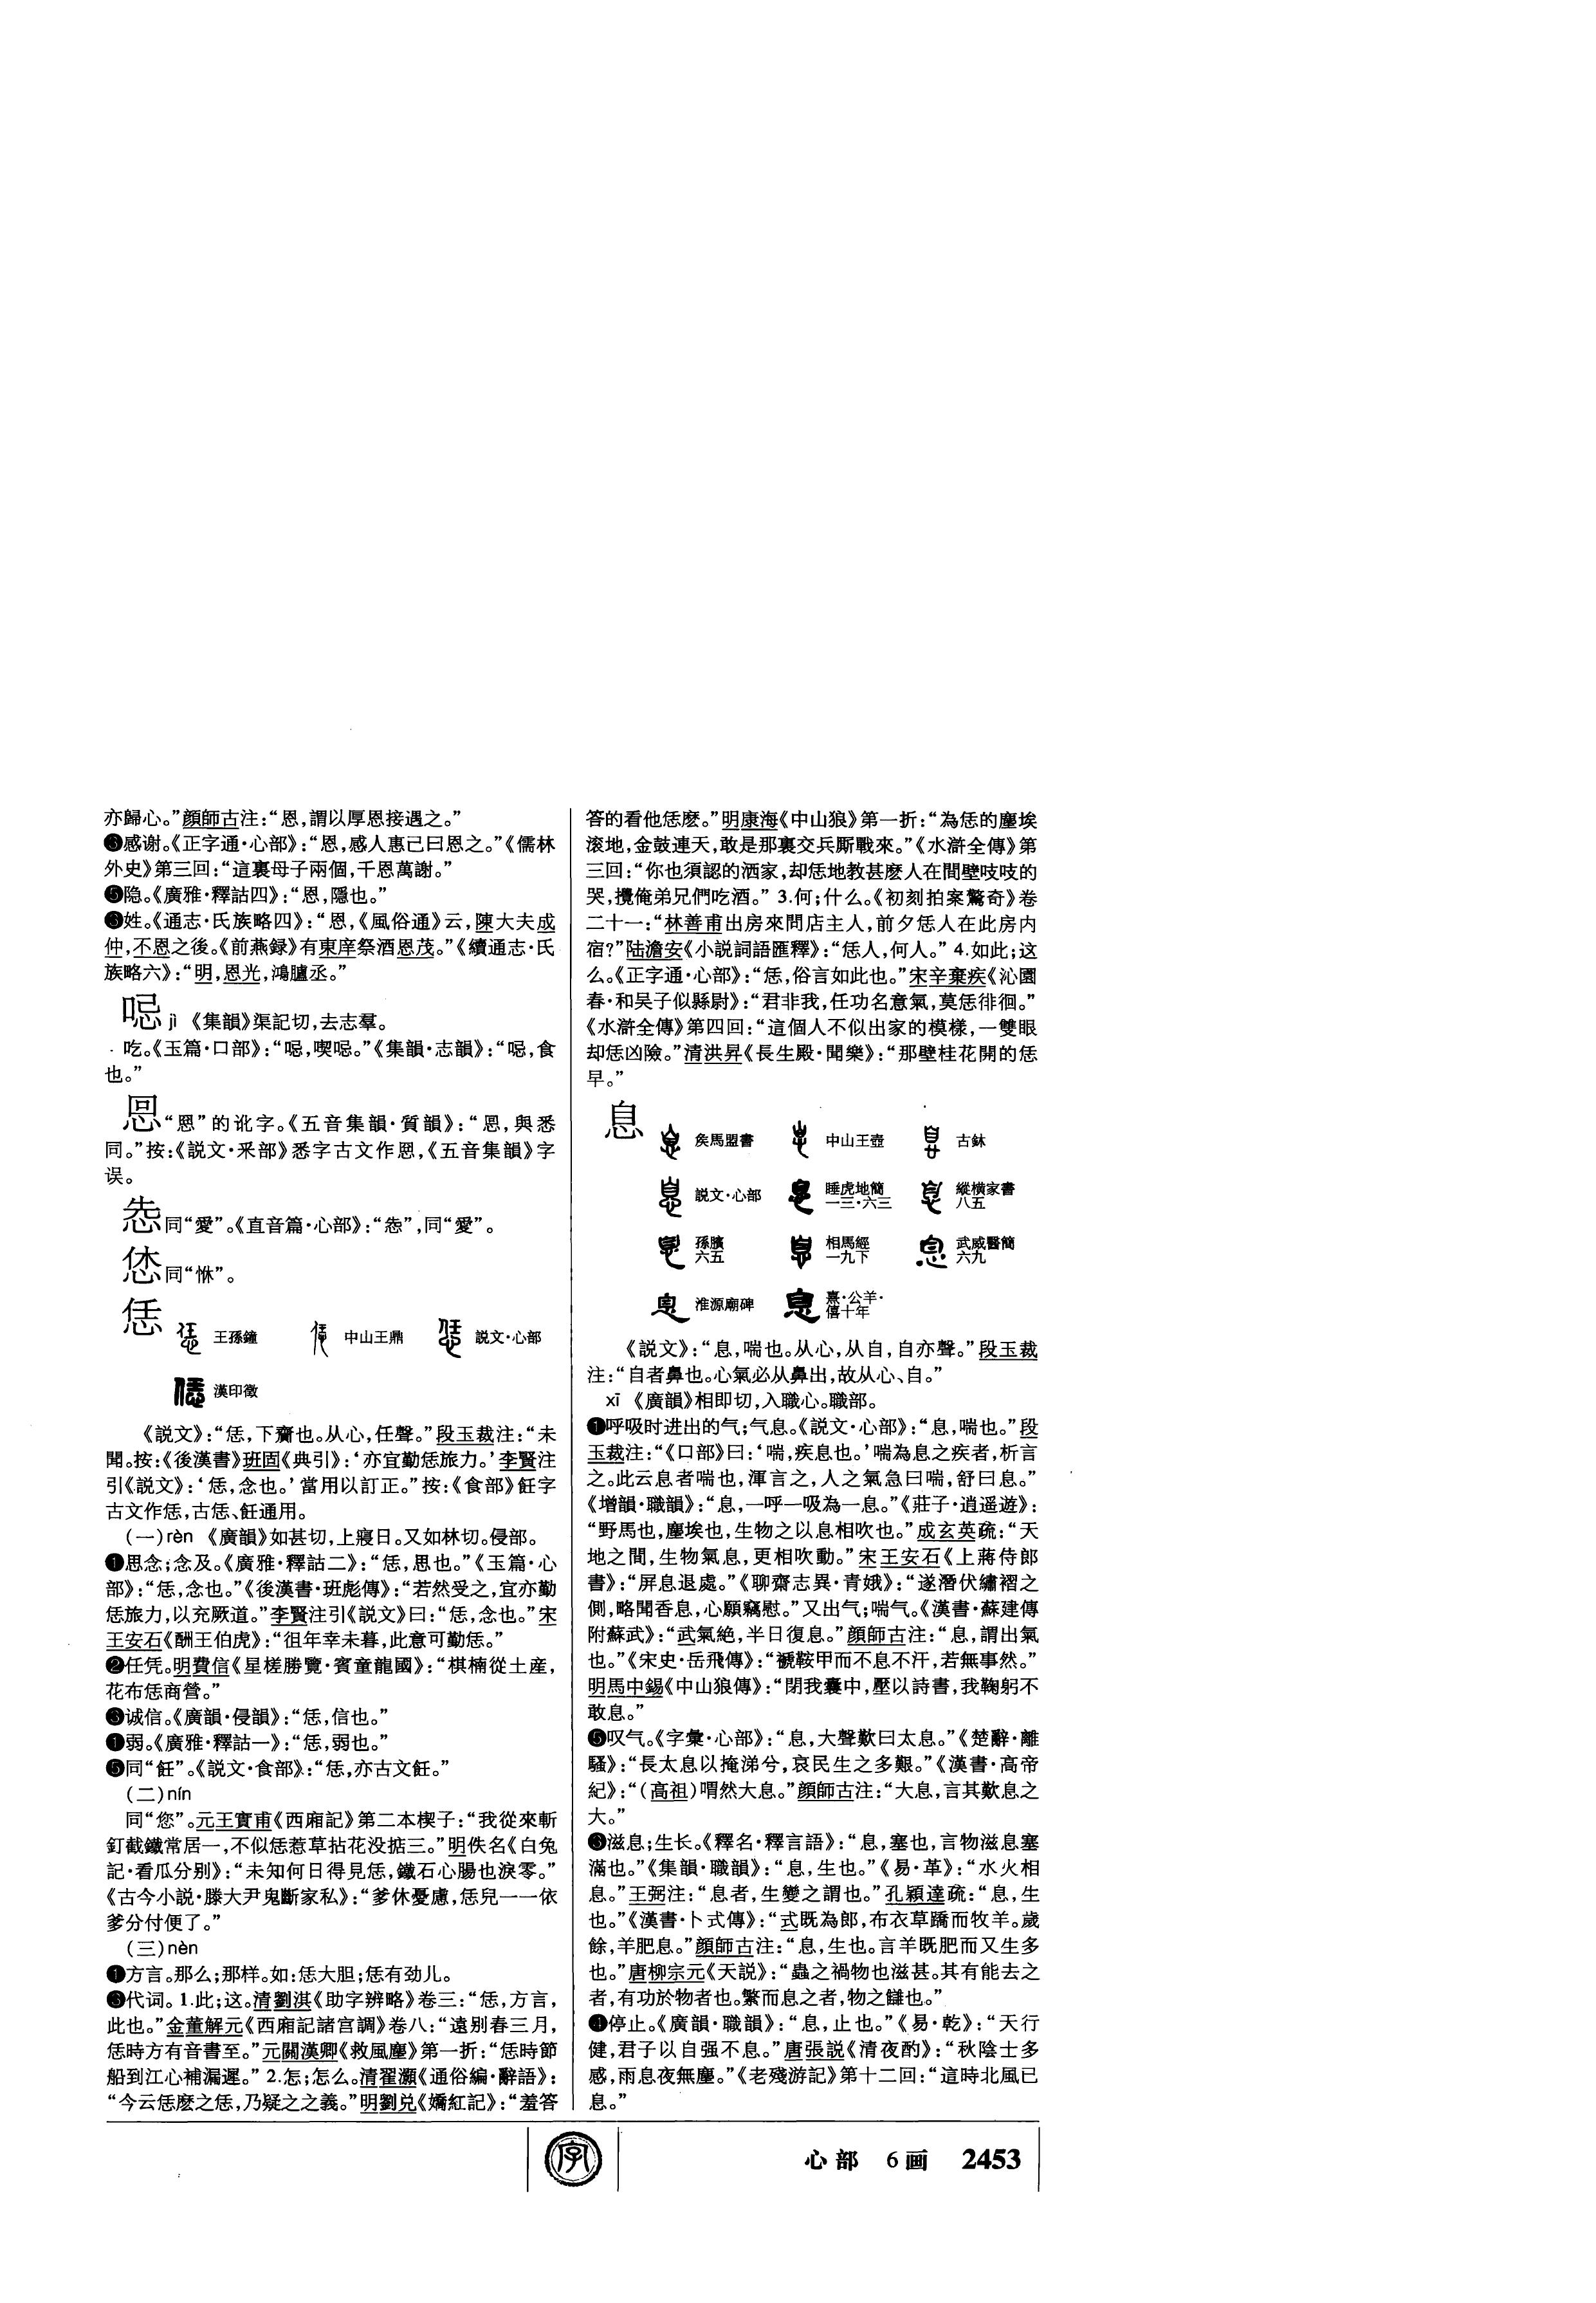 亦歸心。”顏師古注：“恩，謂以厚恩接遇之。”
❸感谢。《正字通·心部》：“恩，感人惠己曰恩之。”《儒林
外史》第三回：“這裏母子兩個，千恩萬謝。”
❺隐。《廣雅·釋詁四》：“恩，隱也。”
❸姓。《通志·氏族略四》：“恩，《風俗通》云，陳大夫成
仲，不恩之後。《前燕録》有東庠祭酒恩茂。”《續通志·氏
族略六》：“明，恩光，鴻臚丞。”
㖷 jì 《集韻》渠記切，去志羣。
吃。《玉篇·口部》：“㖷，喫㖷。”《集韻·志韻》：“㖷，食
也。”
“恖”的讹字。《五音集韻·質韻》：“，與悉
同。”按：《説文·釆部》悉字古文作恖，《五音集韻》字
误。
同“愛”。《直音篇·心部》：“”，同“愛”。
恷同“恘”。
恁 王孫鐘 中山王鼎 説文·心部
漢印徵
《説文》：“恁，下齎也。从心，任聲。”段玉裁注：“未
聞。按：《後漢書》班固《典引》：‘亦宜勤恁旅力。’李賢注
引《説文》：‘恁，念也。’當用以訂正。”按：《食部》飪字
古文作恁，古恁、飪通用。
（一）rèn 《廣韻》如甚切，上寢日。又如林切。侵部。
❶思念；念及。《廣雅·釋詁二》：“恁，思也。”《玉篇·心
部》：“恁，念也。”《後漢書·班彪傳》：“若然受之，宜亦勤
恁旅力，以充厥道。”李賢注引《説文》曰：“恁，念也。”宋
王安石《酬王伯虎》：“徂年幸未暮，此意可勤恁。”
❷任凭。明費信《星槎勝覽·賓童龍國》：“棋楠從土産，
花布恁商營。”
❸诚信。《廣韻·侵韻》：“恁，信也。”
❶弱。《廣雅·釋詁一》：“恁，弱也。”
❺同“飪”。《説文·食部》：“恁，亦古文飪。”
（二）nín
同“您”。元王實甫《西廂記》第二本楔子：“我從來斬
釘截鐵常居一，不似恁惹草拈花没掂三。”明佚名《白兔
記·看瓜分别》：“未知何日得見恁，鐵石心腸也淚零。”
《古今小説·滕大尹鬼斷家私》：“爹休憂慮，恁兒一一依
爹分付便了。”
（三）nèn
❶方言。那么；那样。如：恁大胆；恁有劲儿。
❸代词。1.此；这。清劉淇《助字辨略》卷三：“恁，方言，
此也。”金董解元《西廂記諸宫調》卷八：“遠别春三月，
恁時方有音書至。”元關漢卿《救風塵》第一折：“恁時節
船到江心補漏遲。” 2.怎；怎么。清翟灝《通俗編·辭語》：
“今云恁麽之恁，乃疑之之義。”明劉兑《嬌紅記》：“羞答
答的看他恁麽。”明康海《中山狼》第一折：“為恁的塵埃
滚地，金鼓連天，敢是那裏交兵厮戰來。”《水滸全傳》第
三回：“你也須認的洒家，却恁地教甚麽人在間壁吱吱的
哭，攪俺弟兄們吃酒。” 3.何；什么。《初刻拍案驚奇》卷
二十一：“林善甫出房來問店主人，前夕恁人在此房内
宿？”陸澹安《小説詞語匯釋》：“恁人，何人。” 4.如此；这
么。《正字通·心部》：“恁，俗言如此也。”宋辛棄疾《沁園
春·和吴子似縣尉》：“君非我，任功名意氣，莫恁徘徊。”
《水滸全傳》第四回：“這個人不似出家的模樣，一雙眼
却恁凶險。”清洪昇《長生殿·聞樂》：“那壁桂花開的恁
早。”
息 矦馬盟書 中山王壺 古鉢
説文·心部 睡虎地簡一三·六三 縱横家書八五
孫臏六五 相馬經一九下 武威醫簡六九
淮源廟碑 熹·公羊·僖十年
《説文》：“息，喘也。从心，从自，自亦聲。”段玉裁
注：“自者鼻也。心氣必从鼻出，故从心、自。”
xī 《廣韻》相即切，入職心。職部。
❶呼吸时进出的气；气息。《説文·心部》：“息，喘也。”段
玉裁注：“《口部》曰：‘喘，疾息也。’喘為息之疾者，析言
之。此云息者喘也，渾言之，人之氣急曰喘，舒曰息。”
《增韻·職韻》：“息，一呼一吸為一息。”《莊子·逍遥遊》：
“野馬也，塵埃也，生物之以息相吹也。”成玄英疏：“天
地之間，生物氣息，更相吹動。”宋王安石《上蔣侍郎
書》：“屏息退處。”《聊齋志異·青娥》：“遂潛伏繡褶之
側，略聞香息，心願竊慰。”又出气；喘气。《漢書·蘇建傳
附蘇武》：“武氣絶，半日復息。”顔師古注：“息，謂出氣
也。”《宋史·岳飛傳》：“褫鞍甲而不息不汗，若無事然。”
明馬中錫《中山狼傳》：“閉我囊中，壓以詩書，我鞠躬不
敢息。”
❺叹气。《字彙·心部》：“息，大聲歎曰太息。”《楚辭·離
騷》：“長太息以掩涕兮，哀民生之多艱。”《漢書·高帝
紀》：“（高祖）喟然大息。”顔師古注：“大息，言其歎息之
大。”
❸滋息；生长。《釋名·釋言語》：“息，塞也，言物滋息塞
滿也。”《集韻·職韻》：“息，生也。”《易·革》：“水火相
息。”王弼注：“息者，生變之謂也。”孔穎達疏：“息，生
也。”《漢書·卜式傳》：“式既為郎，布衣草蹻而牧羊。歲
餘，羊肥息。”顔師古注：“息，生也。言羊既肥而又生多
也。”唐柳宗元《天説》：“蟲之禍物也滋甚。其有能去之
者，有功於物者也。繁而息之者，物之讎也。”
❹停止。《廣韻·職韻》：“息，止也。”《易·乾》：“天行
健，君子以自强不息。”唐張説《清夜酌》：“秋陰士多
感，雨息夜無塵。”《老殘游記》第十二回：“這時北風已
息。”
字
心部 6画 2453